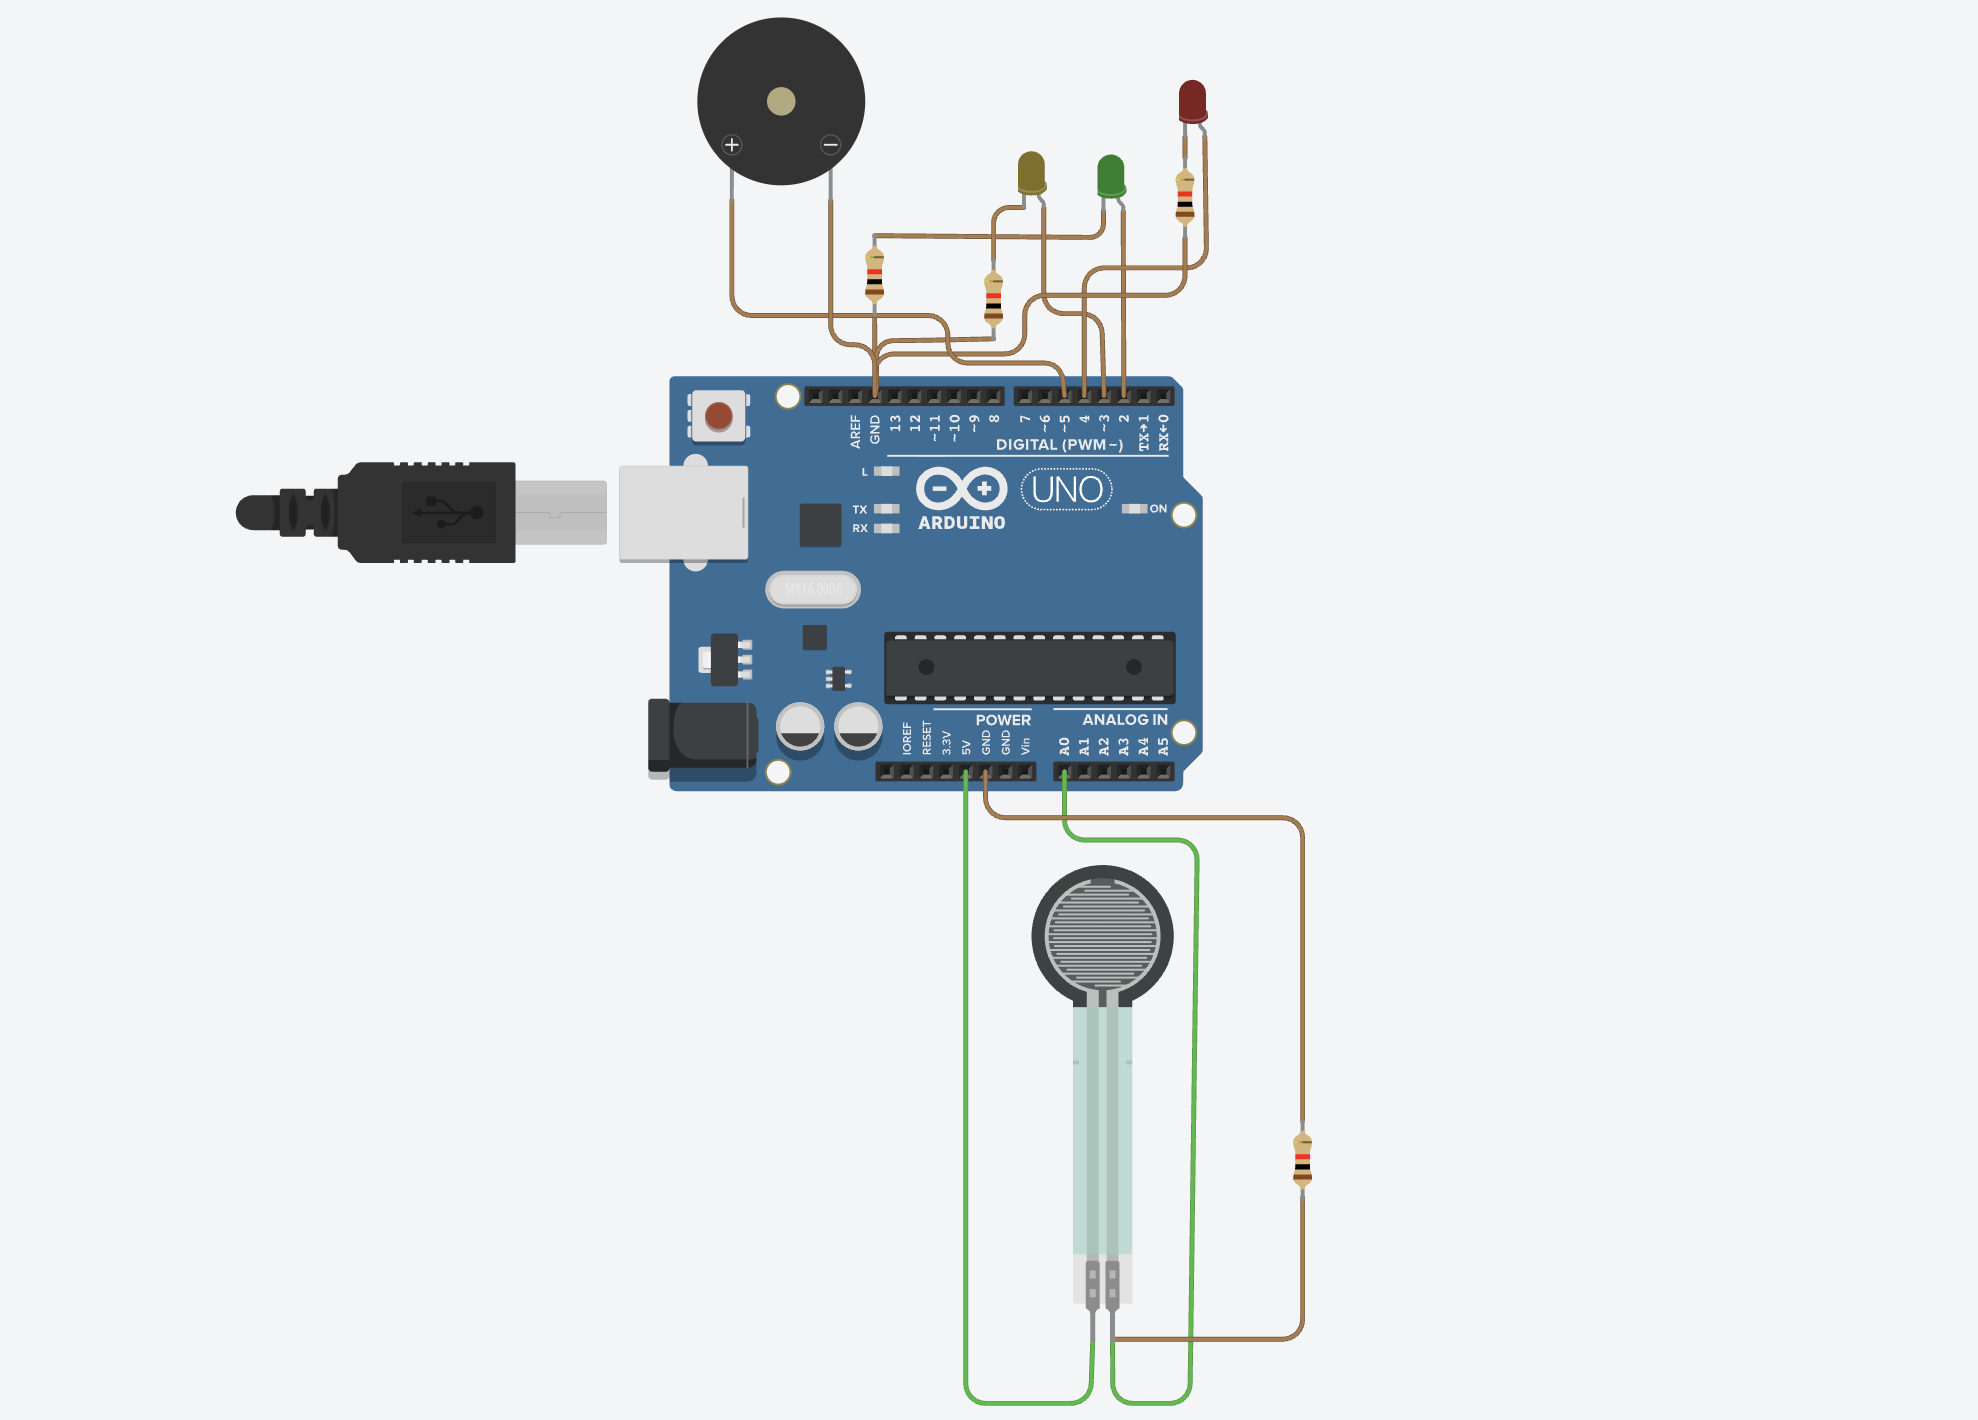 + −
AREF GND 13 12 ~11 ~10 ~9 8 7 ~6 ~5 4 ~3 2 TX→1 RX←0
DIGITAL (PWM~)
L
TX
RX
UNO
ARDUINO
ON
SPK16.000G
POWER
ANALOG IN
IOREF RESET 3.3V 5V GND GND Vin A0 A1 A2 A3 A4 A5